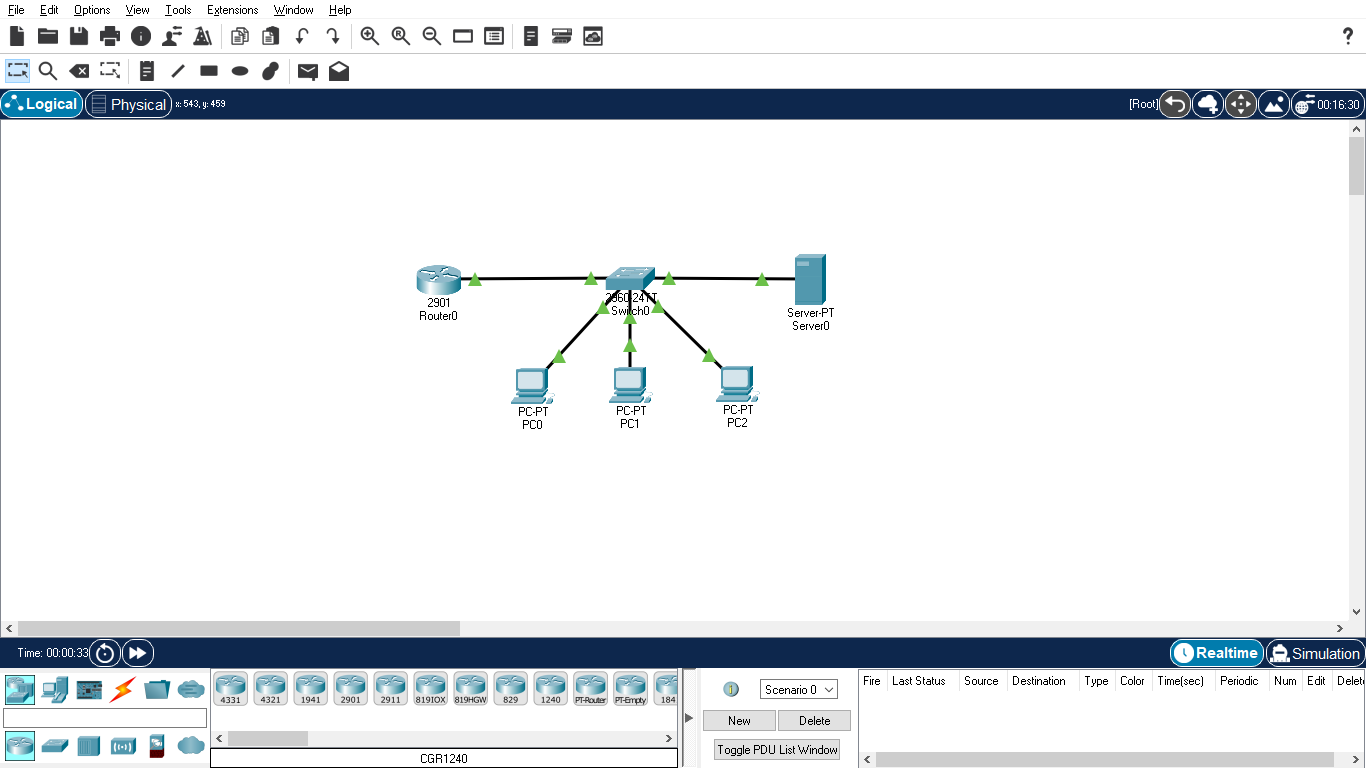 File Edit Options View Tools Extensions Window Help
?
Logical Physical x: 543, y: 459 [Root] 00:16:30
2901
Router0
2960-24TT
Switch0
Server-PT
Server0
PC-PT
PC0
PC-PT
PC1
PC-PT
PC2
Time: 00:00:33 Realtime Simulation
4331 4321 1941 2901 2911 819IOX 819HGW 829 1240 PT-Router PT-Empty 184
CGR1240
Scenario 0
New Delete
Toggle PDU List Window
Fire Last Status Source Destination Type Color Time(sec) Periodic Num Edit Delete